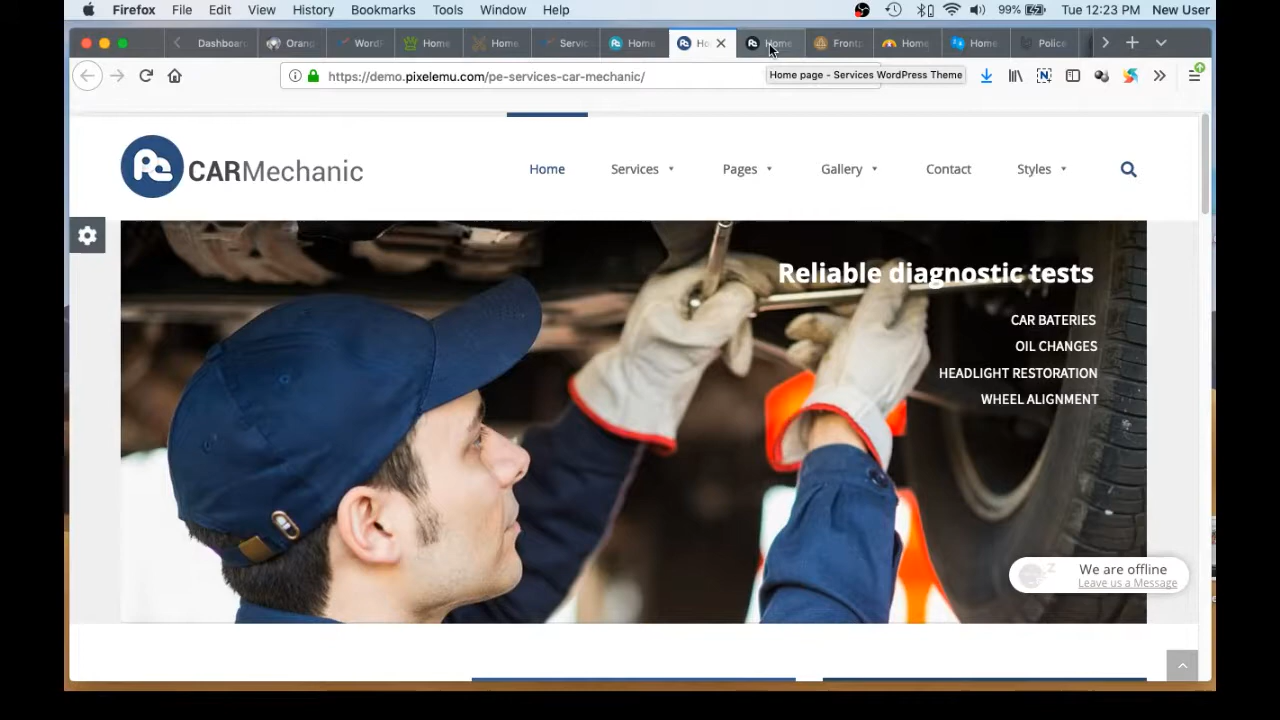 Firefox File Edit View History Bookmarks Tools Window Help 99% Tue 12:23 PM New User
Dashboar Orang WordF Home Home Servic Home Ho Home Front Home Home Police
https://demo.pixelemu.com/pe-services-car-mechanic/
Home page - Services WordPress Theme
CARMechanic
Home Services Pages Gallery Contact Styles
Reliable diagnostic tests
CAR BATERIES
OIL CHANGES
HEADLIGHT RESTORATION
WHEEL ALIGNMENT
We are offline
Leave us a Message